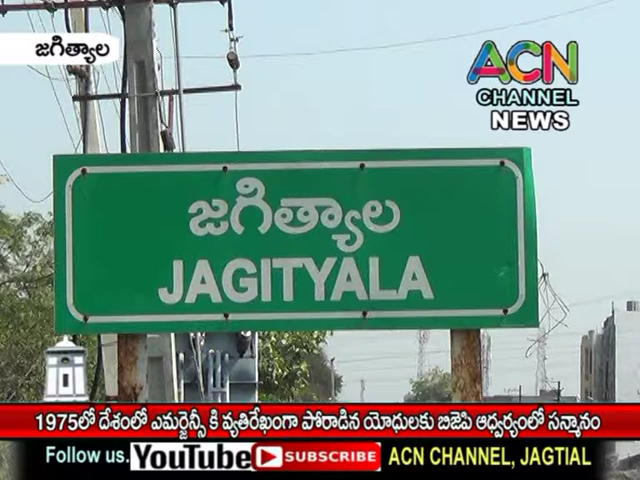 జగిత్యాల
ACN
CHANNEL
NEWS
జగిత్యాల
JAGITYALA
1975లో దేశంలో ఎమర్జెన్సీ కి వ్యతిరేఖంగా పోరాడిన యోధులకు బిజెపి ఆధ్వర్యంలో సన్మానం
Follow us. YouTube SUBSCRIBE ACN CHANNEL, JAGTIAL